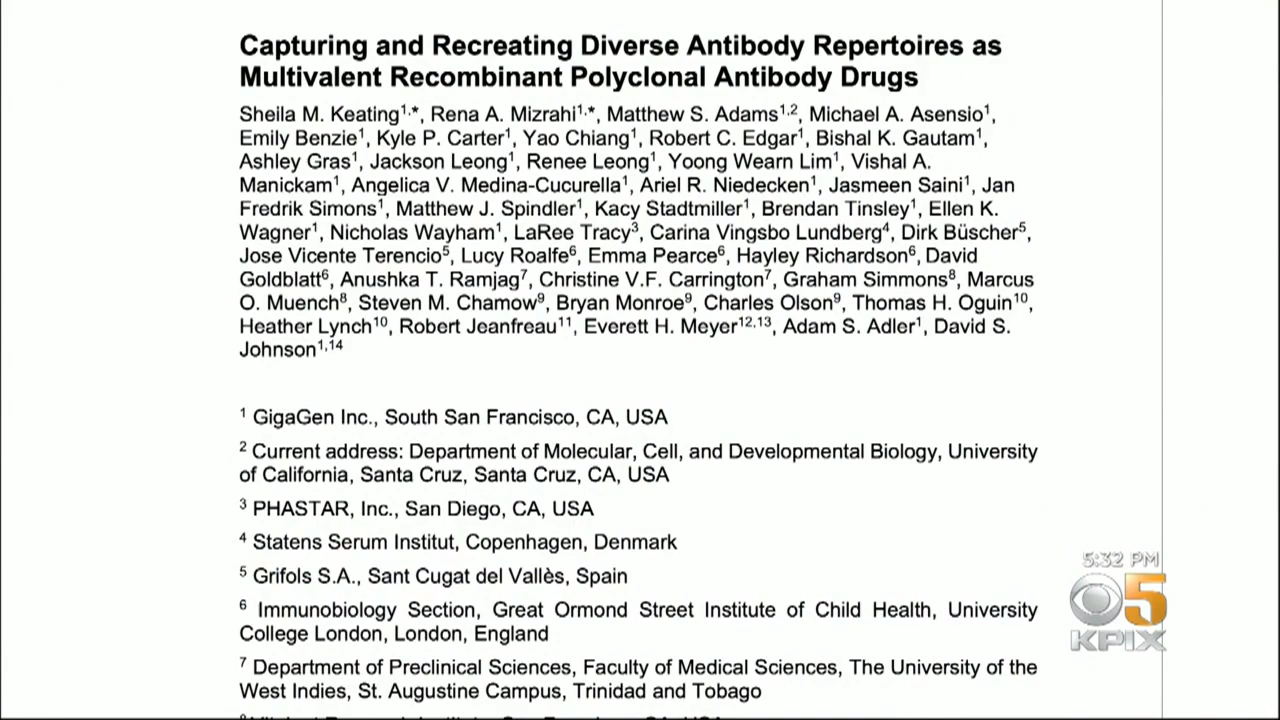 Capturing and Recreating Diverse Antibody Repertoires as
Multivalent Recombinant Polyclonal Antibody Drugs
Sheila M. Keating¹,*, Rena A. Mizrahi¹,*, Matthew S. Adams¹,², Michael A. Asensio¹,
Emily Benzie¹, Kyle P. Carter¹, Yao Chiang¹, Robert C. Edgar¹, Bishal K. Gautam¹,
Ashley Gras¹, Jackson Leong¹, Renee Leong¹, Yoong Wearn Lim¹, Vishal A.
Manickam¹, Angelica V. Medina-Cucurella¹, Ariel R. Niedecken¹, Jasmeen Saini¹, Jan
Fredrik Simons¹, Matthew J. Spindler¹, Kacy Stadtmiller¹, Brendan Tinsley¹, Ellen K.
Wagner¹, Nicholas Wayham¹, LaRee Tracy³, Carina Vingsbo Lundberg⁴, Dirk Büscher⁵,
Jose Vicente Terencio⁵, Lucy Roalfe⁶, Emma Pearce⁶, Hayley Richardson⁶, David
Goldblatt⁶, Anushka T. Ramjag⁷, Christine V.F. Carrington⁷, Graham Simmons⁸, Marcus
O. Muench⁸, Steven M. Chamow⁹, Bryan Monroe⁹, Charles Olson⁹, Thomas H. Oguin¹⁰,
Heather Lynch¹⁰, Robert Jeanfreau¹¹, Everett H. Meyer¹²,¹³, Adam S. Adler¹, David S.
Johnson¹,¹⁴
¹ GigaGen Inc., South San Francisco, CA, USA
² Current address: Department of Molecular, Cell, and Developmental Biology, University
of California, Santa Cruz, Santa Cruz, CA, USA
³ PHASTAR, Inc., San Diego, CA, USA
⁴ Statens Serum Institut, Copenhagen, Denmark
⁵ Grifols S.A., Sant Cugat del Vallès, Spain
⁶ Immunobiology Section, Great Ormond Street Institute of Child Health, University
College London, London, England
⁷ Department of Preclinical Sciences, Faculty of Medical Sciences, The University of the
West Indies, St. Augustine Campus, Trinidad and Tobago
5:32 PM
5
KPIX